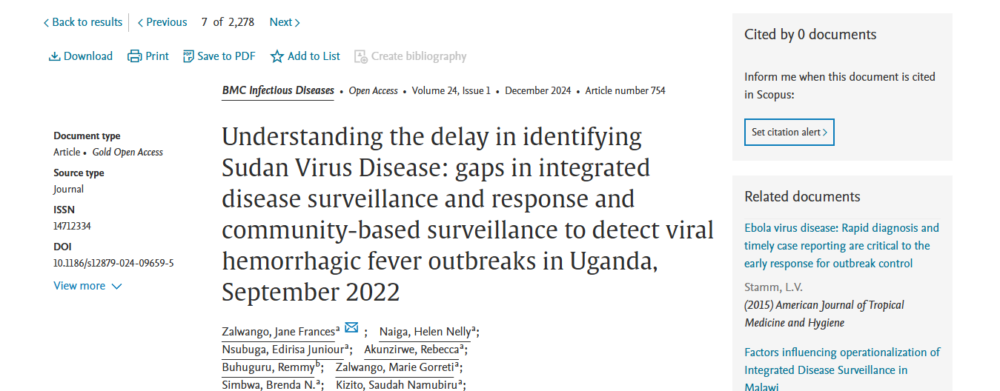 Back to results
Previous
7 of 2,278
Next
Download
Print
Save to PDF
Add to List
Create bibliography
BMC Infectious Diseases • Open Access • Volume 24, Issue 1 • December 2024 • Article number 754
Document type
Article • Gold Open Access
Source type
Journal
ISSN
14712334
DOI
10.1186/s12879-024-09659-5
View more
Understanding the delay in identifying
Sudan Virus Disease: gaps in integrated
disease surveillance and response and
community-based surveillance to detect viral
hemorrhagic fever outbreaks in Uganda,
September 2022
Zalwango, Jane Frances a ; Naiga, Helen Nelly a;
Nsubuga, Edirisa Juniour a; Akunzirwe, Rebecca a;
Buhuguru, Remmy b; Zalwango, Marie Gorreti a;
Simbwa, Brenda N. a; Kizito, Saudah Namubiru a;
Cited by 0 documents
Inform me when this document is cited
in Scopus:
Set citation alert
Related documents
Ebola virus disease: Rapid diagnosis and
timely case reporting are critical to the
early response for outbreak control
Stamm, L.V.
(2015) American Journal of Tropical
Medicine and Hygiene
Factors influencing operationalization of
Integrated Disease Surveillance in
Malawi